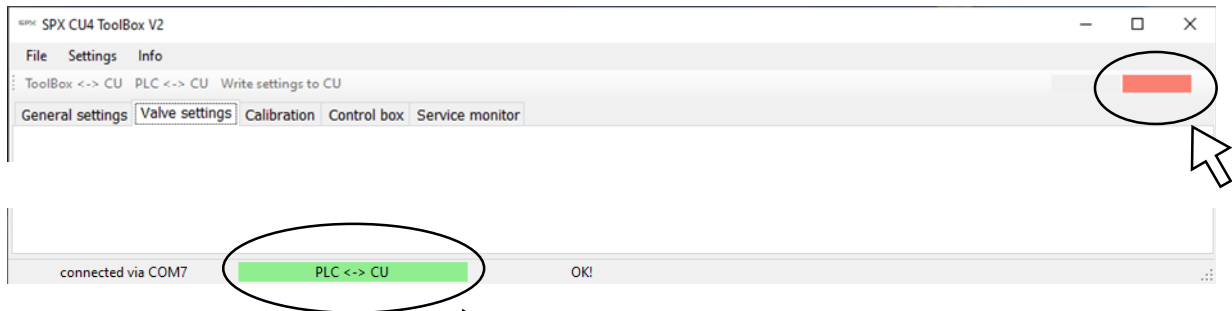 SPX SPX CU4 ToolBox V2
File Settings Info
ToolBox <-> CU PLC <-> CU Write settings to CU
General settings Valve settings Calibration Control box Service monitor
connected via COM7 PLC <-> CU OK!